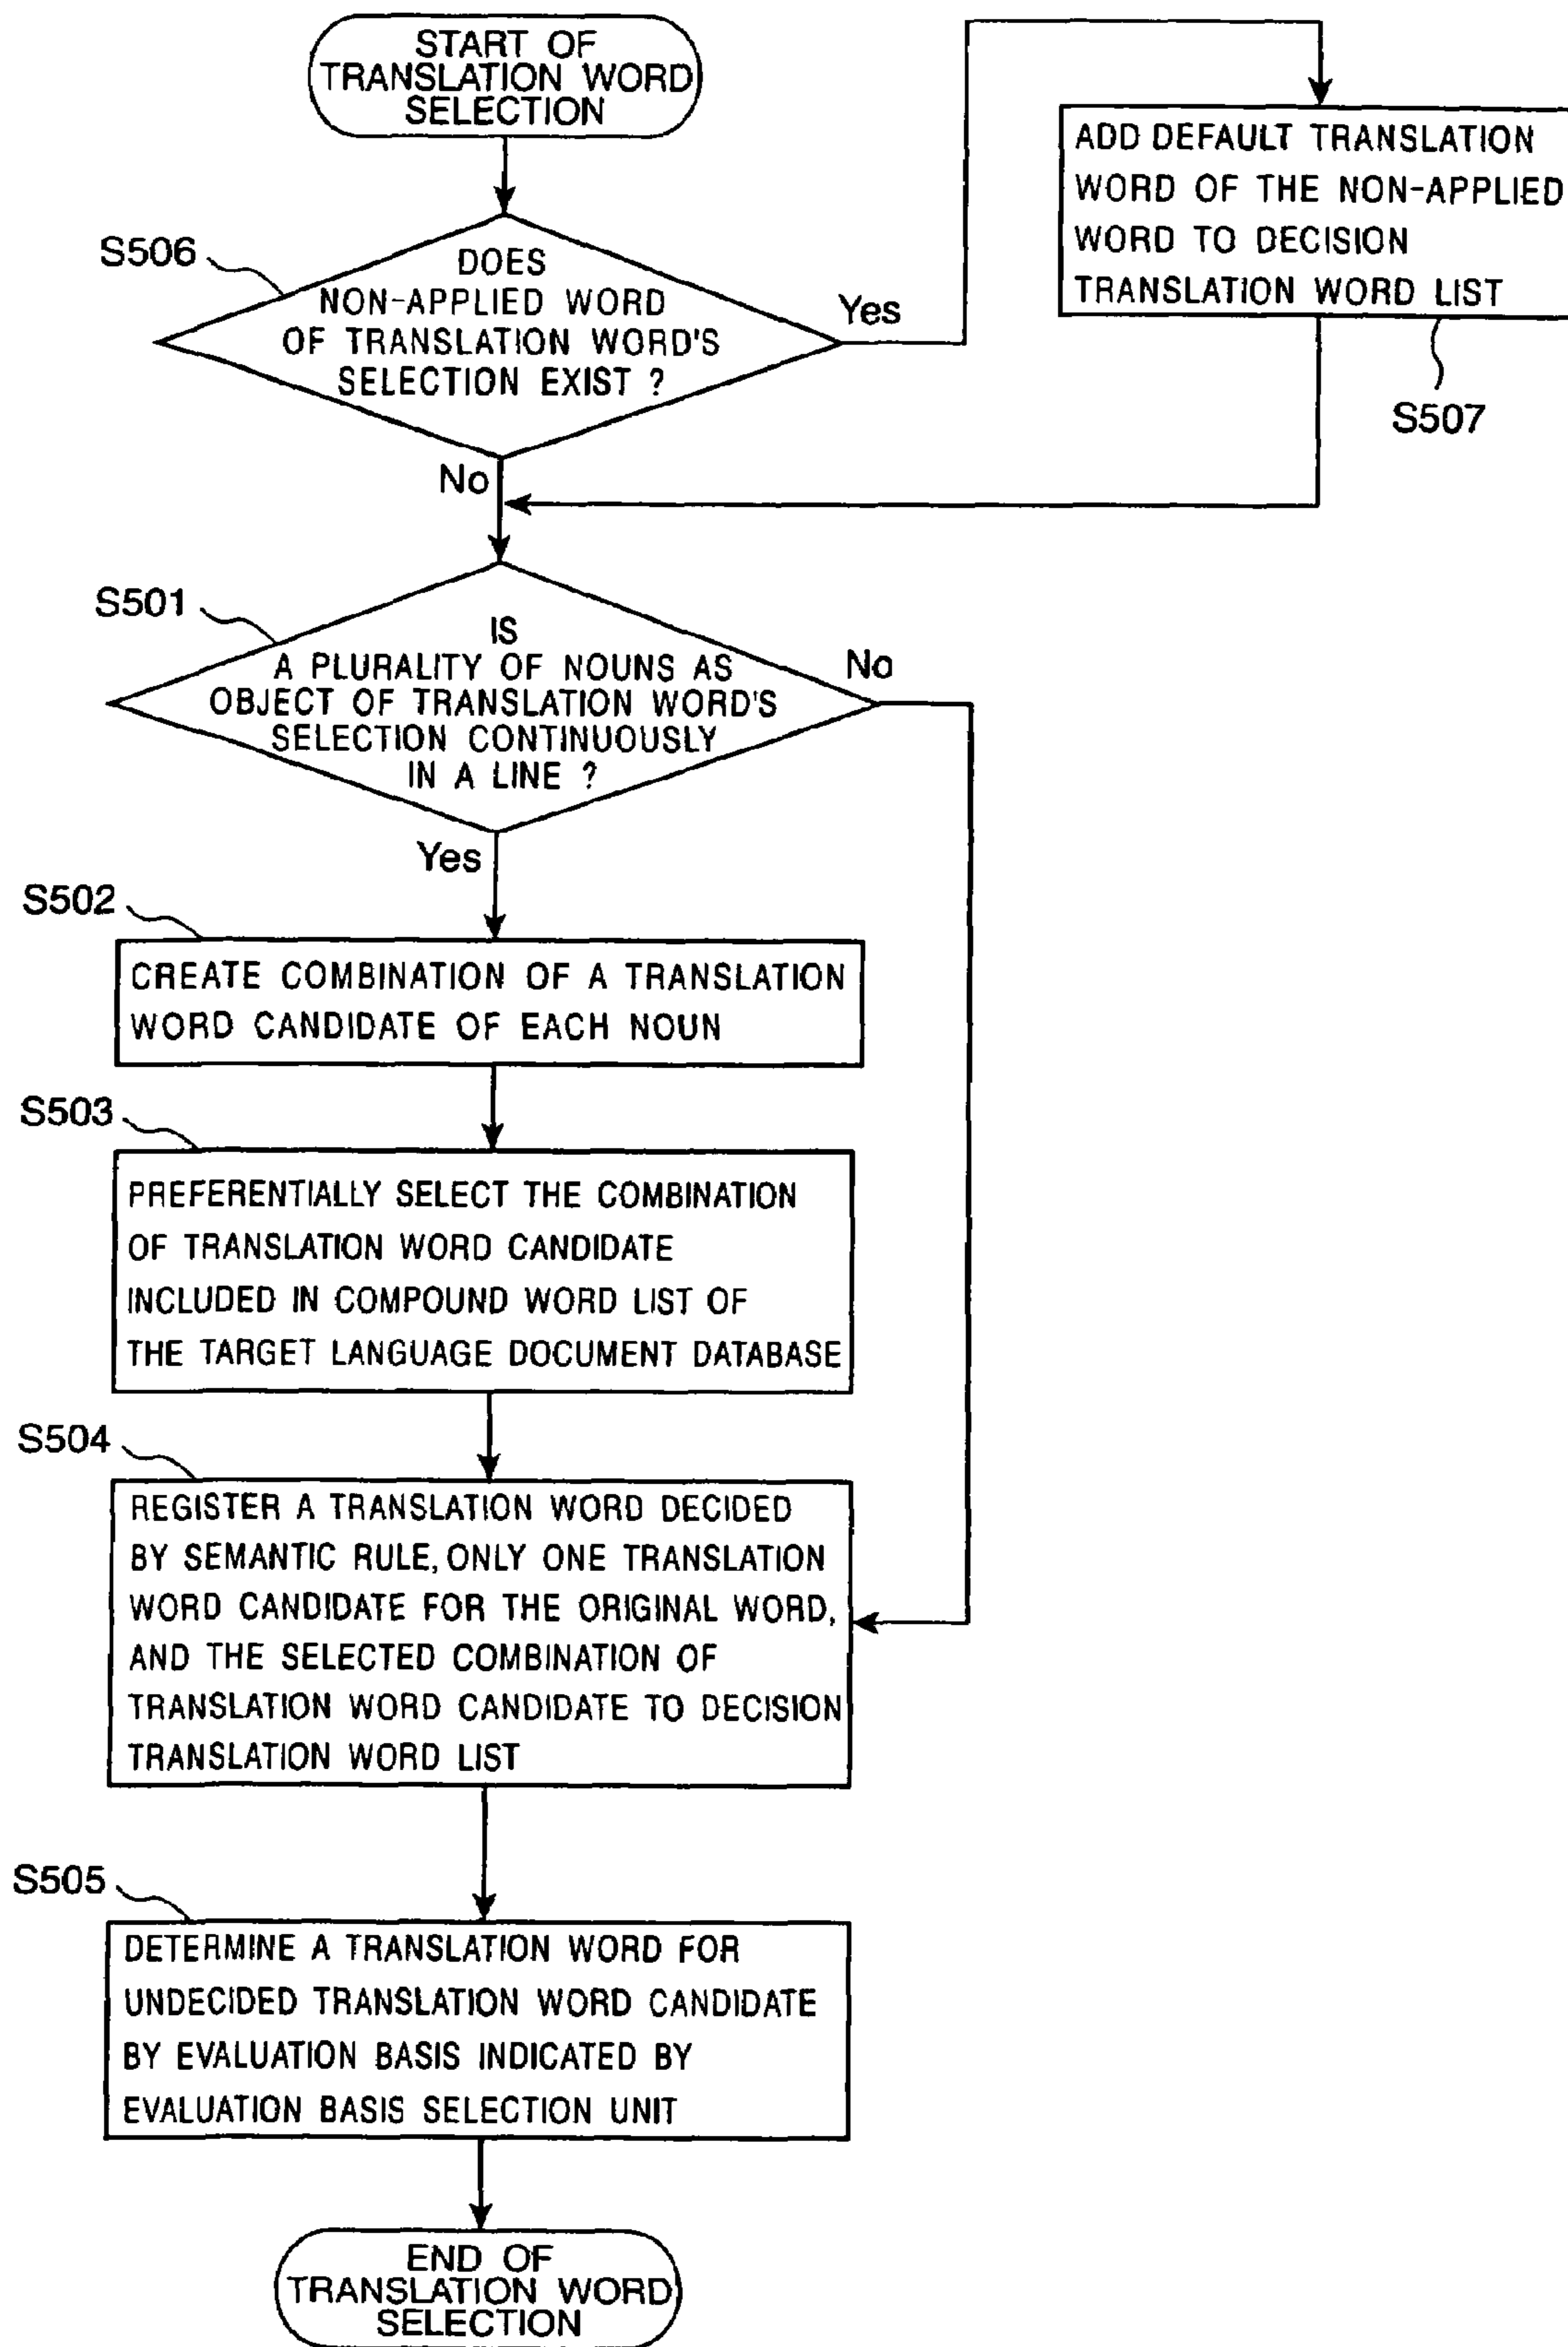 START OF
TRANSLATION WORD
SELECTION
S506
DOES
NON-APPLIED WORD
OF TRANSLATION WORD'S
SELECTION EXIST ?
Yes
No
ADD DEFAULT TRANSLATION
WORD OF THE NON-APPLIED
WORD TO DECISION
TRANSLATION WORD LIST
S507
S501
IS
A PLURALITY OF NOUNS AS
OBJECT OF TRANSLATION WORD'S
SELECTION CONTINUOUSLY
IN A LINE ?
No
Yes
S502
CREATE COMBINATION OF A TRANSLATION
WORD CANDIDATE OF EACH NOUN
S503
PREFERENTIALLY SELECT THE COMBINATION
OF TRANSLATION WORD CANDIDATE
INCLUDED IN COMPOUND WORD LIST OF
THE TARGET LANGUAGE DOCUMENT DATABASE
S504
REGISTER A TRANSLATION WORD DECIDED
BY SEMANTIC RULE, ONLY ONE TRANSLATION
WORD CANDIDATE FOR THE ORIGINAL WORD,
AND THE SELECTED COMBINATION OF
TRANSLATION WORD CANDIDATE TO DECISION
TRANSLATION WORD LIST
S505
DETERMINE A TRANSLATION WORD FOR
UNDECIDED TRANSLATION WORD CANDIDATE
BY EVALUATION BASIS INDICATED BY
EVALUATION BASIS SELECTION UNIT
END OF
TRANSLATION WORD
SELECTION